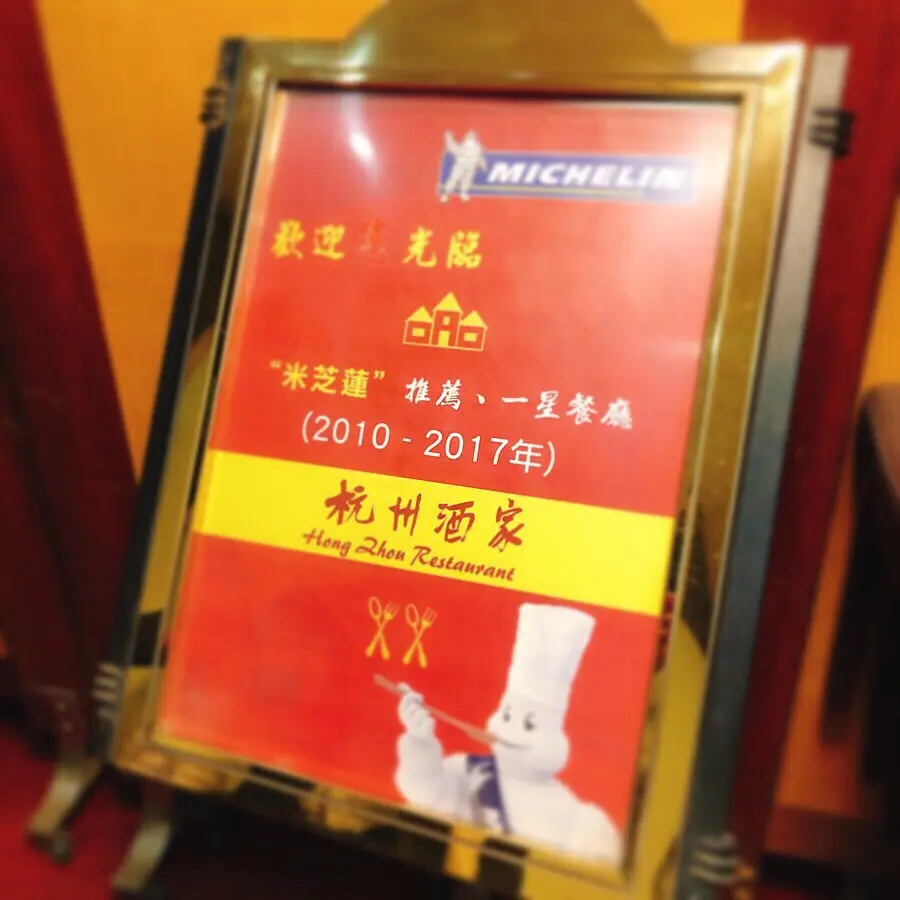 MICHELIN
歡迎 光臨
“米芝蓮” 推薦、一星餐廳
(2010 - 2017年)
杭州酒家
Hong Zhou Restaurant